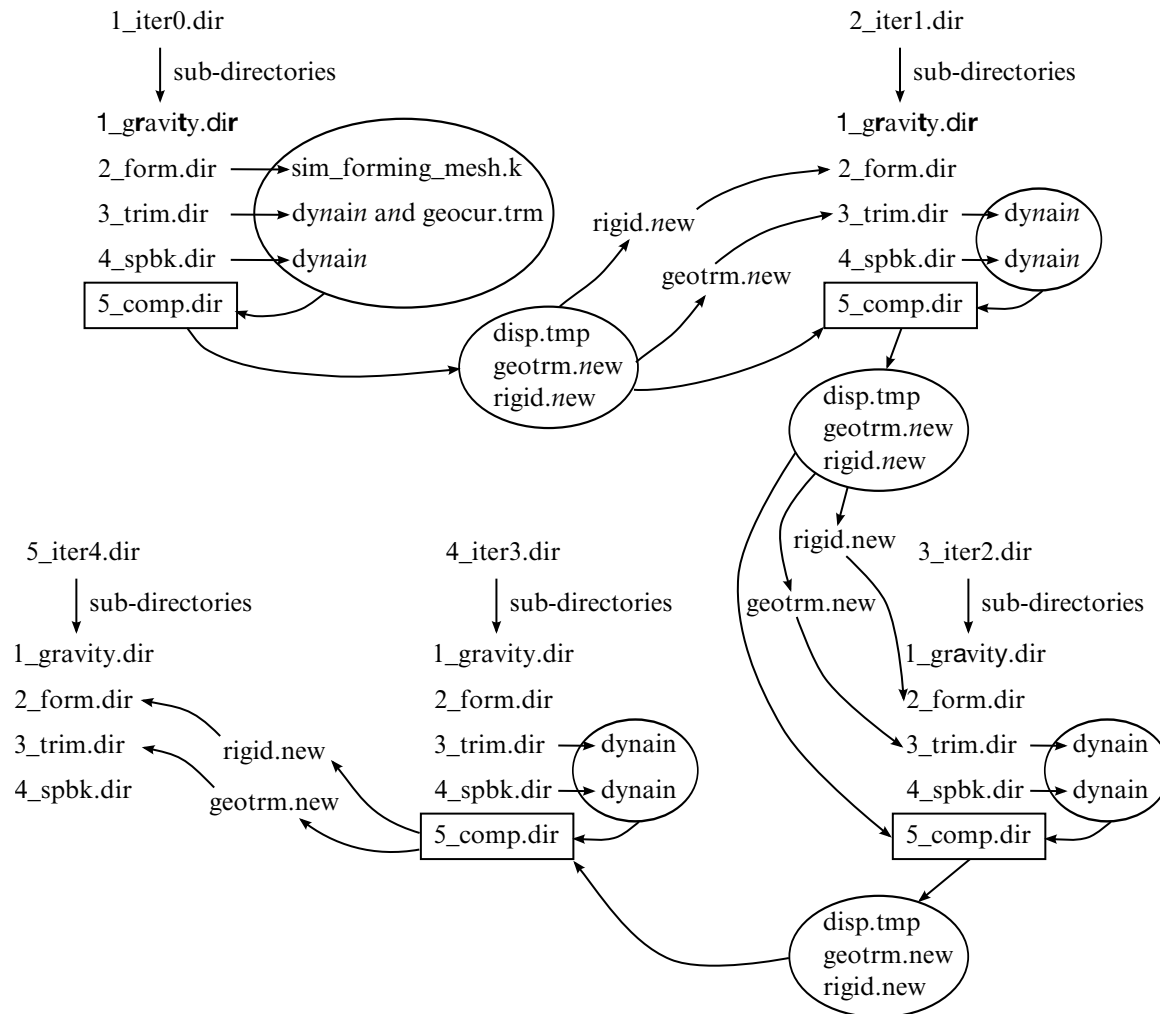 1_iter0.dir
sub-directories
1_gravity.dir
2_form.dir
sim_forming_mesh.k
3_trim.dir
dynain and geocur.trm
4_spbk.dir
dynain
5_comp.dir
disp.tmp
geotrm.new
rigid.new
rigid.new
geotrm.new
2_iter1.dir
sub-directories
1_gravity.dir
2_form.dir
3_trim.dir
dynain
4_spbk.dir
dynain
5_comp.dir
disp.tmp
geotrm.new
rigid.new
rigid.new
geotrm.new
3_iter2.dir
sub-directories
1_gravity.dir
2_form.dir
3_trim.dir
dynain
4_spbk.dir
dynain
5_comp.dir
disp.tmp
geotrm.new
rigid.new
4_iter3.dir
sub-directories
1_gravity.dir
2_form.dir
3_trim.dir
dynain
4_spbk.dir
dynain
5_comp.dir
rigid.new
geotrm.new
5_iter4.dir
sub-directories
1_gravity.dir
2_form.dir
3_trim.dir
4_spbk.dir